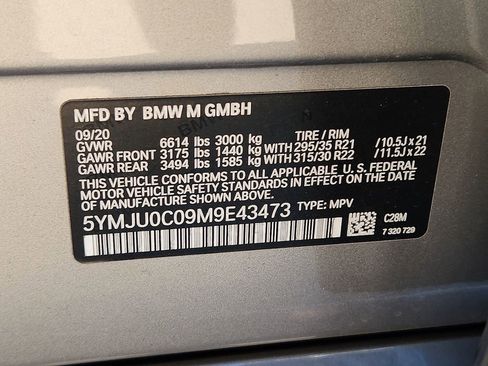 MFD BY BMW M GMBH
09/20
GVWR 6614 lbs 3000 kg TIRE / RIM
GAWR FRONT 3175 lbs 1440 kg WITH 295/35 R21 /10.5J x 21
GAWR REAR 3494 lbs 1585 kg WITH 315/30 R22 /11.5J x 22
THIS VEHICLE CONFORMS TO ALL APPLICABLE U. S. FEDERAL
MOTOR VEHICLE SAFETY STANDARDS IN EFFECT ON THE DATE
OF MANUFACTURE SHOWN ABOVE.
5YMJU0C09M9E43473 TYPE: MPV
C28M
7 320 729